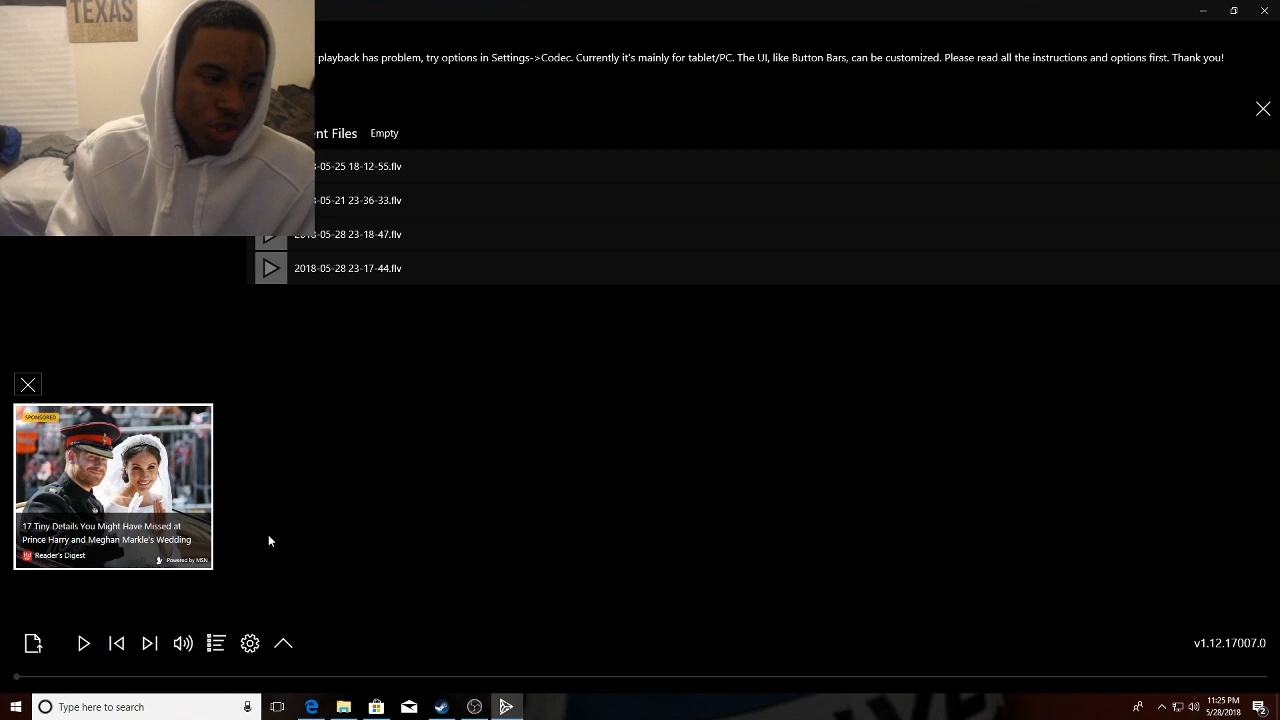 TEXAS
playback has problem, try options in Settings->Codec. Currently it's mainly for tablet/PC. The UI, like Button Bars, can be customized. Please read all the instructions and options first. Thank you!
nt Files Empty
-05-25 18-12-55.flv
-05-21 23-36-33.flv
2018-05-28 23-18-47.flv
2018-05-28 23-17-44.flv
SPONSORED
17 Tiny Details You Might Have Missed at
Prince Harry and Meghan Markle's Wedding
Reader's Digest
Powered by MSN
v1.12.17007.0
Type here to search
11:25 PM
5/28/2018
2